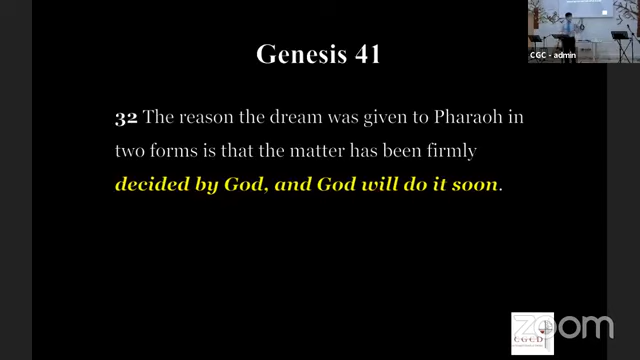 Genesis 41
32 The reason the dream was given to Pharaoh in
two forms is that the matter has been firmly
decided by God, and God will do it soon.
CGC - admin
CGCD
zoom